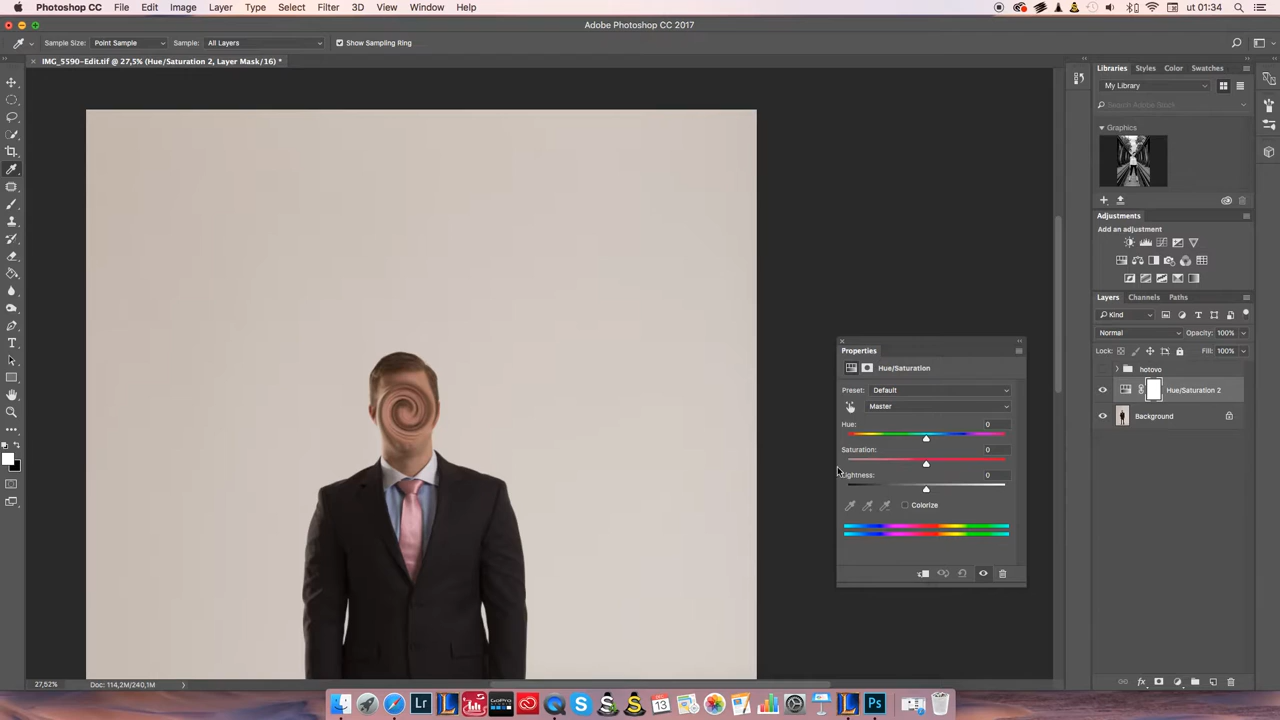 Photoshop CC File Edit Image Layer Type Select Filter 3D View Window Help ut 01:34
Adobe Photoshop CC 2017
Sample Size: Point Sample Sample: All Layers Show Sampling Ring
IMG_5590-Edit.tif @ 27,5% (Hue/Saturation 2, Layer Mask/16) *
Libraries Styles Color Swatches
My Library
Search Adobe Stock
Graphics
Adjustments
Add an adjustment
Layers Channels Paths
Kind
Normal Opacity: 100%
Lock: Fill: 100%
hotovo
Hue/Saturation 2
Background
Properties
Hue/Saturation
Preset: Default
Master
Hue: 0
Saturation: 0
Lightness: 0
Colorize
27,52% Doc: 114,2M/240,1M